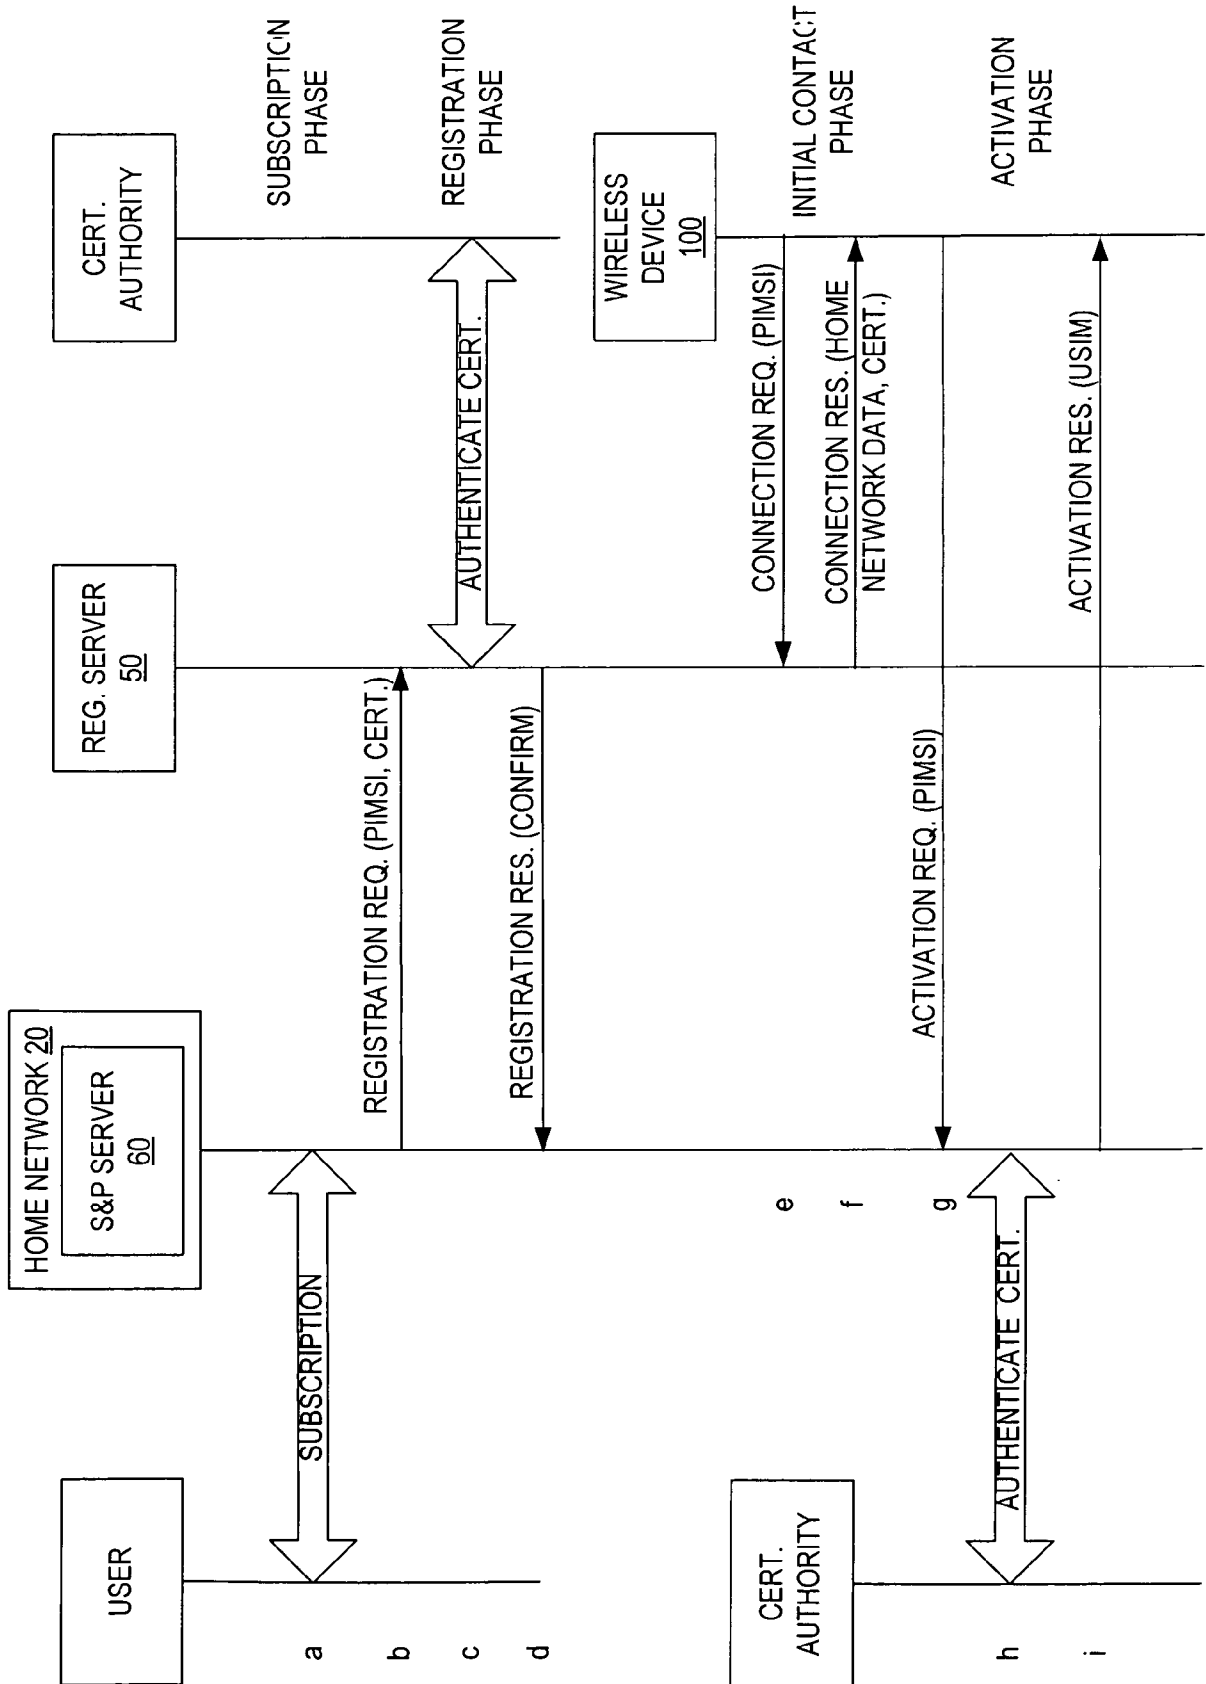 USER
HOME NETWORK 20
S&P SERVER
60
REG. SERVER
50
CERT.
AUTHORITY
SUBSCRIPTION
PHASE
a
SUBSCRIPTION
b
REGISTRATION REQ. (PIMSI, CERT.)
REGISTRATION
PHASE
c
AUTHENTICATE CERT.
d
REGISTRATION RES. (CONFIRM)
CERT.
AUTHORITY
WIRELESS
DEVICE
100
INITIAL CONTACT
PHASE
e
CONNECTION REQ. (PIMSI)
f
CONNECTION RES. (HOME
NETWORK DATA, CERT.)
g
ACTIVATION REQ. (PIMSI)
ACTIVATION
PHASE
h
AUTHENTICATE CERT.
i
ACTIVATION RES. (USIM)